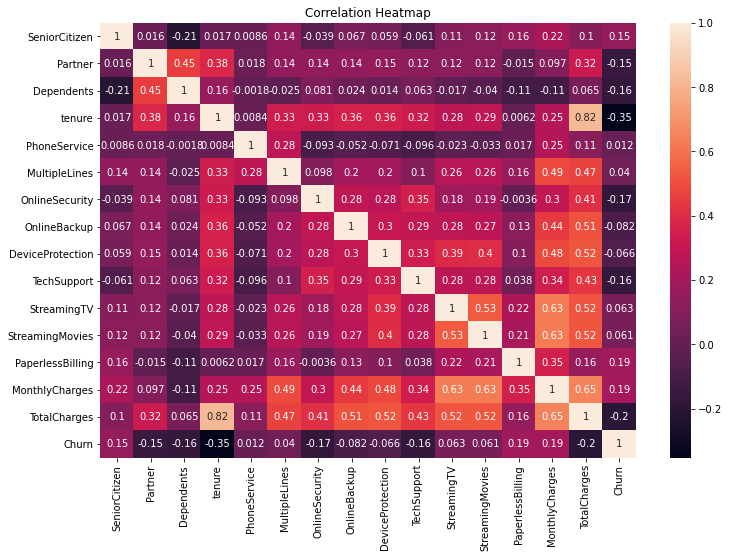 Correlation Heatmap
SeniorCitizen 1 0.016 -0.21 0.017 0.0086 0.14 -0.039 0.067 0.059 -0.061 0.11 0.12 0.16 0.22 0.1 0.15
Partner 0.016 1 0.45 0.38 0.018 0.14 0.14 0.14 0.15 0.12 0.12 0.12 -0.015 0.097 0.32 -0.15
Dependents -0.21 0.45 1 0.16 -0.0018 -0.025 0.081 0.024 0.014 0.063 -0.017 -0.04 -0.11 -0.11 0.065 -0.16
tenure 0.017 0.38 0.16 1 0.0084 0.33 0.33 0.36 0.36 0.32 0.28 0.29 0.0062 0.25 0.82 -0.35
PhoneService 0.0086 0.018 -0.0018 0.0084 1 0.28 -0.093 -0.052 -0.071 -0.096 -0.023 -0.033 0.017 0.25 0.11 0.012
MultipleLines 0.14 0.14 -0.025 0.33 0.28 1 0.098 0.2 0.2 0.1 0.26 0.26 0.16 0.49 0.47 0.04
OnlineSecurity -0.039 0.14 0.081 0.33 -0.093 0.098 1 0.28 0.28 0.35 0.18 0.19 -0.0036 0.3 0.41 -0.17
OnlineBackup 0.067 0.14 0.024 0.36 -0.052 0.2 0.28 1 0.3 0.29 0.28 0.27 0.13 0.44 0.51 -0.082
DeviceProtection 0.059 0.15 0.014 0.36 -0.071 0.2 0.28 0.3 1 0.33 0.39 0.4 0.1 0.48 0.52 -0.066
TechSupport -0.061 0.12 0.063 0.32 -0.096 0.1 0.35 0.29 0.33 1 0.28 0.28 0.038 0.34 0.43 -0.16
StreamingTV 0.11 0.12 -0.017 0.28 -0.023 0.26 0.18 0.28 0.39 0.28 1 0.53 0.22 0.63 0.52 0.063
StreamingMovies 0.12 0.12 -0.04 0.29 -0.033 0.26 0.19 0.27 0.4 0.28 0.53 1 0.21 0.63 0.52 0.061
PaperlessBilling 0.16 -0.015 -0.11 0.0062 0.017 0.16 -0.0036 0.13 0.1 0.038 0.22 0.21 1 0.35 0.16 0.19
MonthlyCharges 0.22 0.097 -0.11 0.25 0.25 0.49 0.3 0.44 0.48 0.34 0.63 0.63 0.35 1 0.65 0.19
TotalCharges 0.1 0.32 0.065 0.82 0.11 0.47 0.41 0.51 0.52 0.43 0.52 0.52 0.16 0.65 1 -0.2
Churn 0.15 -0.15 -0.16 -0.35 0.012 0.04 -0.17 -0.082 -0.066 -0.16 0.063 0.061 0.19 0.19 -0.2 1
SeniorCitizen
Partner
Dependents
tenure
PhoneService
MultipleLines
OnlineSecurity
OnlineBackup
DeviceProtection
TechSupport
StreamingTV
StreamingMovies
PaperlessBilling
MonthlyCharges
TotalCharges
Churn
1.0
0.8
0.6
0.4
0.2
0.0
−0.2